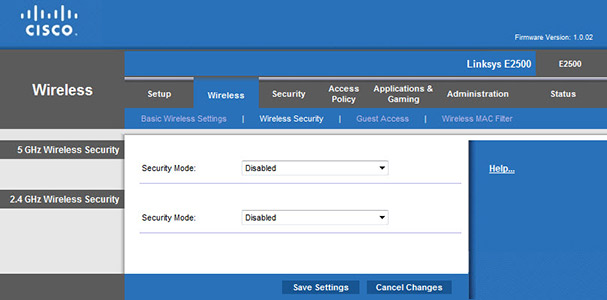 CISCO.
Firmware Version: 1.0.02
Linksys E2500 E2500
Wireless
Setup Wireless Security Access Policy Applications & Gaming Administration Status
Basic Wireless Settings | Wireless Security | Guest Access | Wireless MAC Filter
5 GHz Wireless Security
Security Mode: Disabled
Help...
2.4 GHz Wireless Security
Security Mode: Disabled
Save Settings Cancel Changes